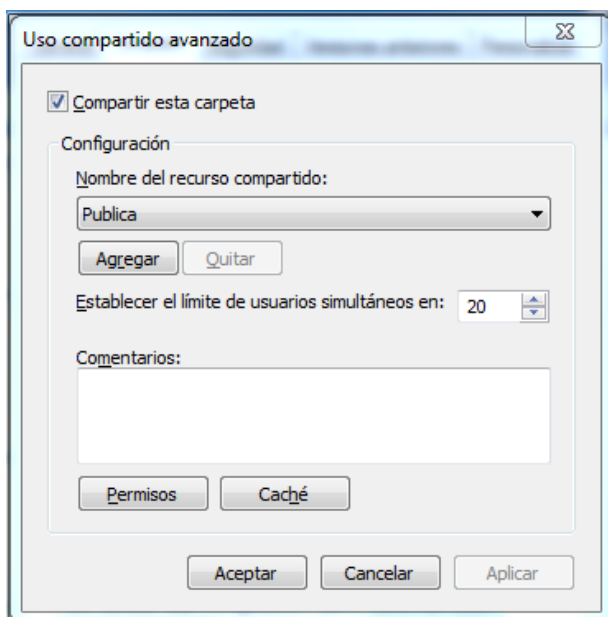 Uso compartido avanzado
Compartir esta carpeta
Configuración
Nombre del recurso compartido:
Publica
Agregar Quitar
Establecer el límite de usuarios simultáneos en: 20
Comentarios:
Permisos Caché
Aceptar Cancelar Aplicar